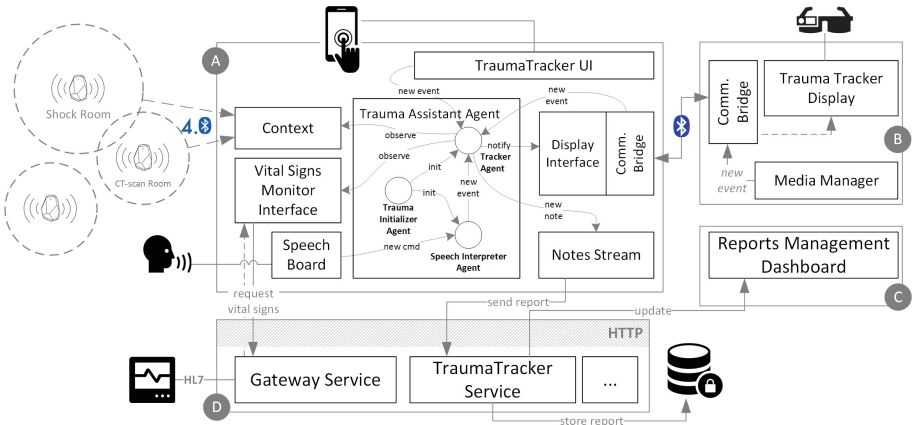 A
TraumaTracker UI
new event
new
event
Shock Room
4.0
CT-scan Room
Context
observe
observe
Vital Signs
Monitor
Interface
Speech
Board
Trauma Assistant Agent
notify
Tracker
Agent
init
init
new
event
Trauma
Initializer
Agent
new cmd
Speech Interpreter
Agent
Display
Interface
Comm.
Bridge
new
note
Notes Stream
Comm.
Bridge
Trauma Tracker
Display
B
new
event
Media Manager
Reports Management
Dashboard
C
request
vital signs
send report
update
HTTP
HL7
Gateway Service
TraumaTracker
Service
...
D
store report